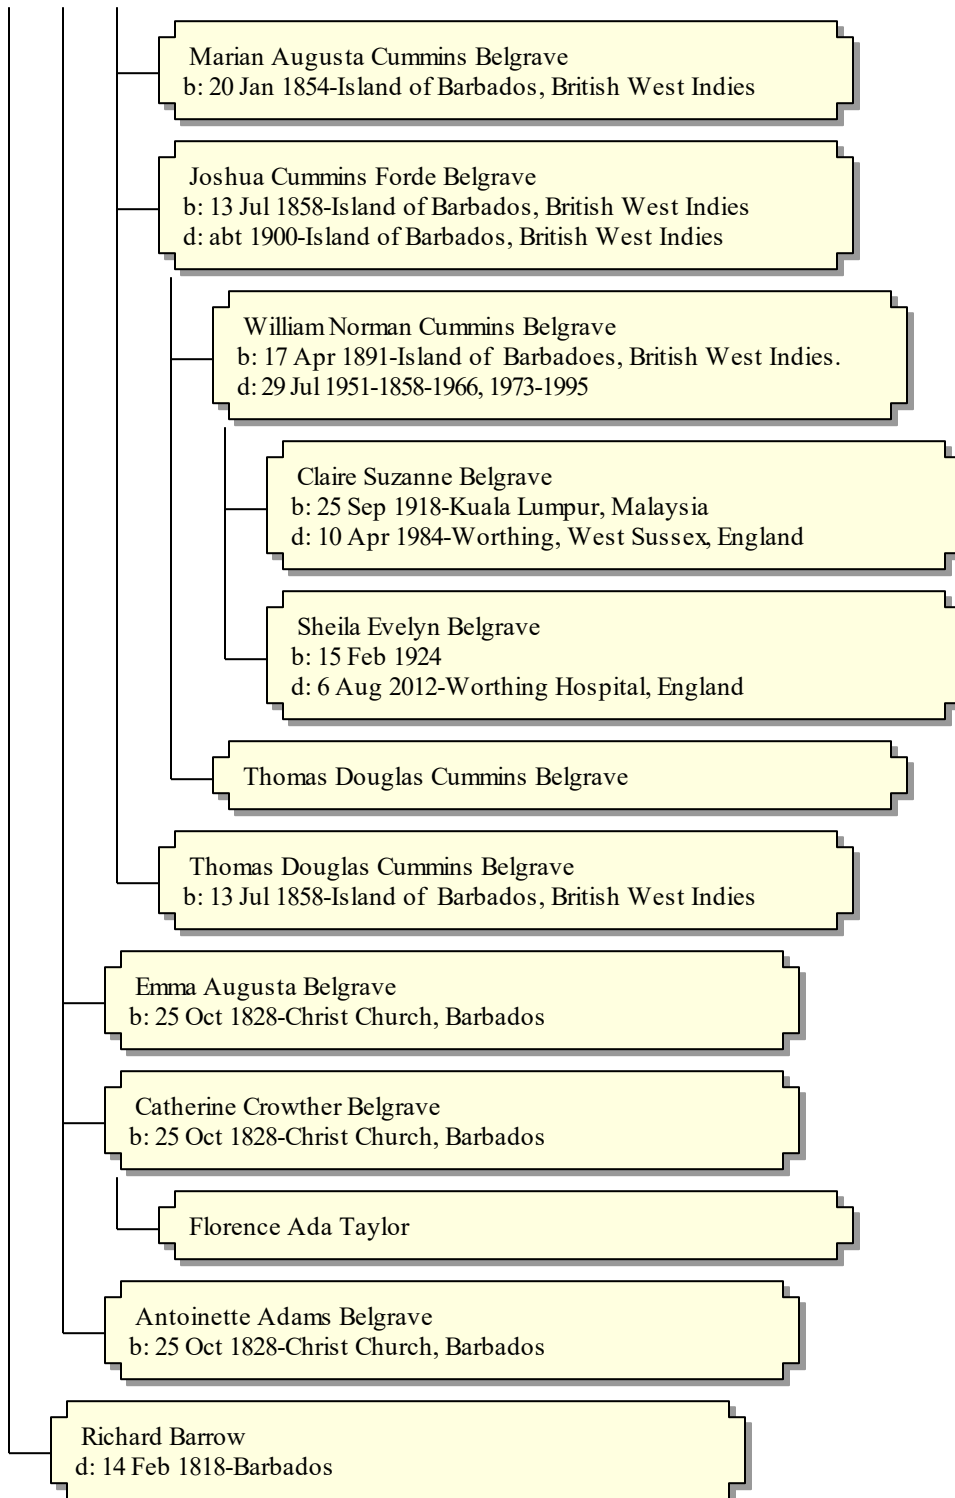 Marian Augusta Cummins Belgrave
b: 20 Jan 1854-Island of Barbados, British West Indies
Joshua Cummins Forde Belgrave
b: 13 Jul 1858-Island of Barbados, British West Indies
d: abt 1900-Island of Barbados, British West Indies
William Norman Cummins Belgrave
b: 17 Apr 1891-Island of Barbadoes, British West Indies.
d: 29 Jul 1951-1858-1966, 1973-1995
Claire Suzanne Belgrave
b: 25 Sep 1918-Kuala Lumpur, Malaysia
d: 10 Apr 1984-Worthing, West Sussex, England
Sheila Evelyn Belgrave
b: 15 Feb 1924
d: 6 Aug 2012-Worthing Hospital, England
Thomas Douglas Cummins Belgrave
Thomas Douglas Cummins Belgrave
b: 13 Jul 1858-Island of Barbados, British West Indies
Emma Augusta Belgrave
b: 25 Oct 1828-Christ Church, Barbados
Catherine Crowther Belgrave
b: 25 Oct 1828-Christ Church, Barbados
Florence Ada Taylor
Antoinette Adams Belgrave
b: 25 Oct 1828-Christ Church, Barbados
Richard Barrow
d: 14 Feb 1818-Barbados